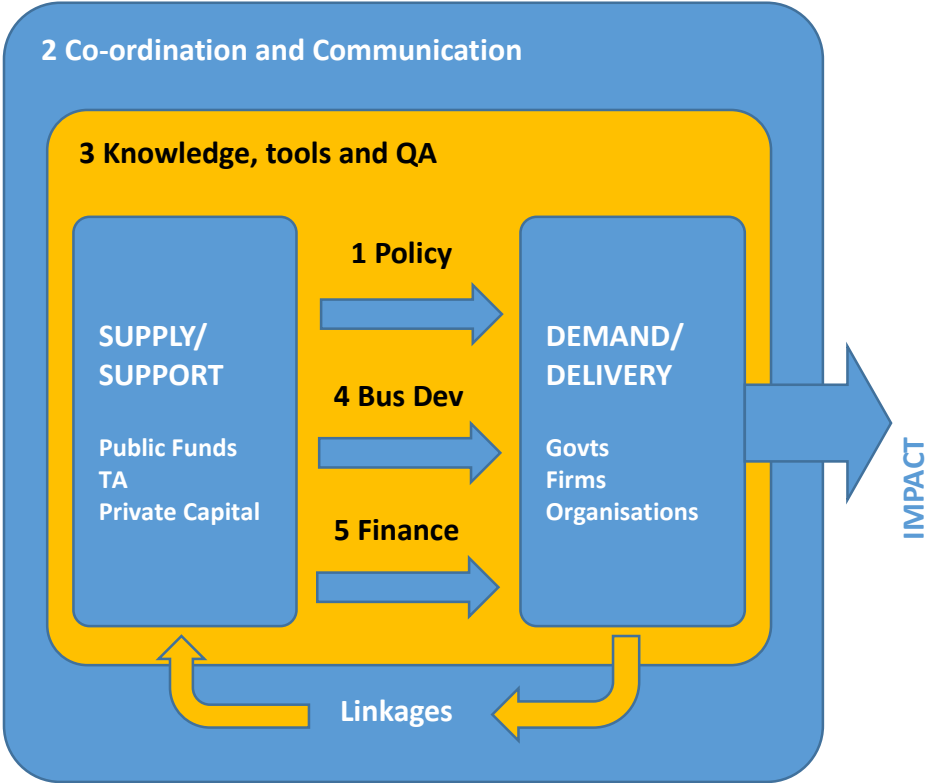 2 Co-ordination and Communication
3 Knowledge, tools and QA
SUPPLY/
SUPPORT
Public Funds
TA
Private Capital
1 Policy
4 Bus Dev
5 Finance
DEMAND/
DELIVERY
Govts
Firms
Organisations
IMPACT
Linkages